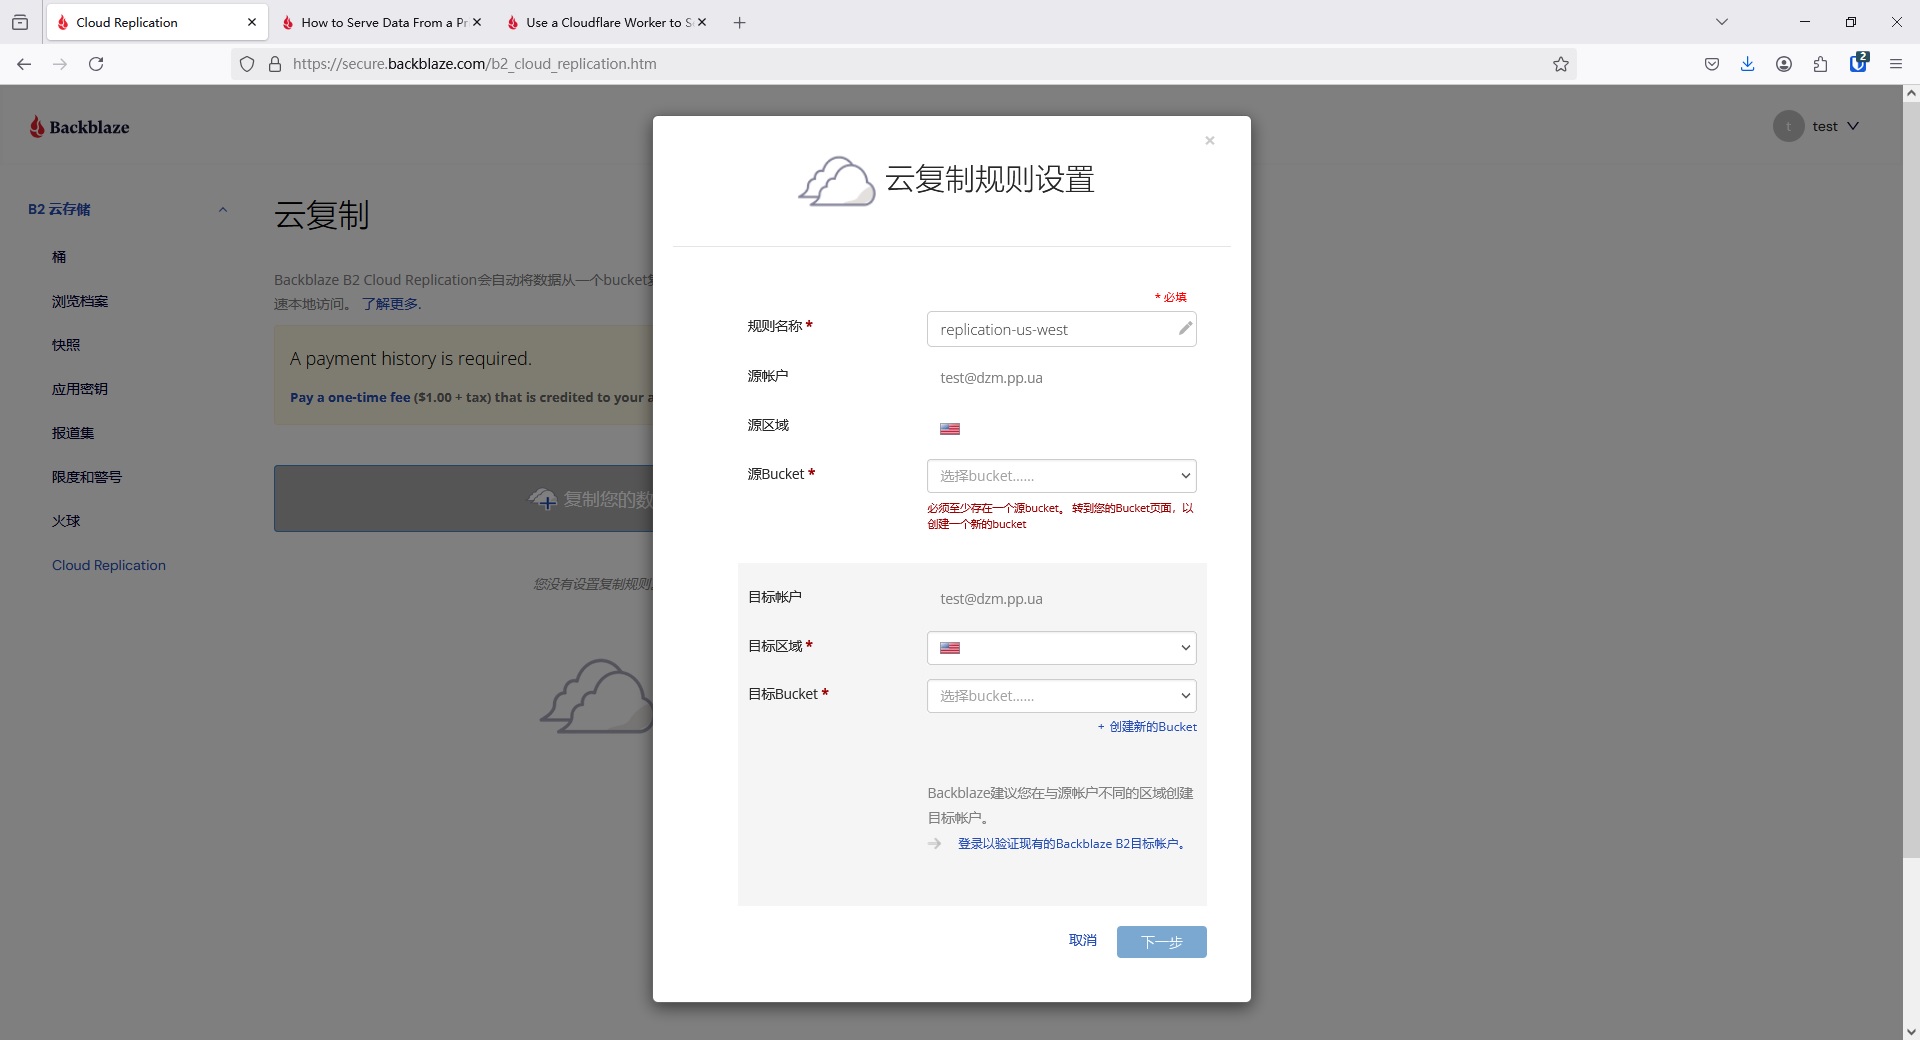 Cloud Replication
How to Serve Data From a Pr
Use a Cloudflare Worker to S
https://secure.backblaze.com/b2_cloud_replication.htm
2
Backblaze
t
test
B2 云存储
桶
浏览档案
快照
应用密钥
报道集
限度和警号
火球
Cloud Replication
云复制
Backblaze B2 Cloud Replication会自动将数据从一个bucket复
速本地访问。 了解更多.
A payment history is required.
Pay a one-time fee ($1.00 + tax) that is credited to your a
复制您的数
您没有设置复制规则
云复制规则设置
* 必填
规则名称 *
replication-us-west
源帐户
test@dzm.pp.ua
源区域
源Bucket *
选择bucket......
必须至少存在一个源bucket。 转到您的Bucket页面，以
创建一个新的bucket
目标帐户
test@dzm.pp.ua
目标区域 *
目标Bucket *
选择bucket......
+ 创建新的Bucket
Backblaze建议您在与源帐户不同的区域创建
目标帐户。
登录以验证现有的Backblaze B2目标帐户。
取消
下一步